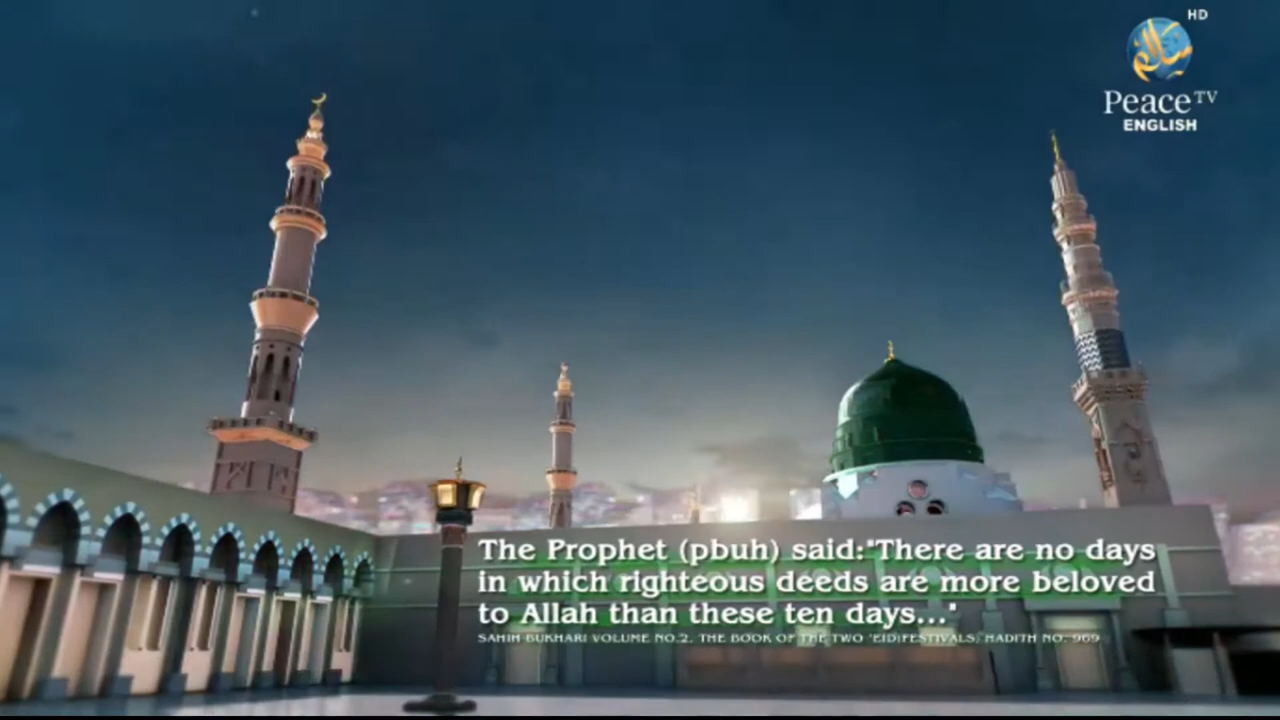 HD
سلام
Peace TV
ENGLISH
The Prophet (pbuh) said:"There are no days
in which righteous deeds are more beloved
to Allah than these ten days..."
SAHIH BUKHARI VOLUME NO.2, THE BOOK OF THE TWO 'EID(FESTIVALS), HADITH NO. 969